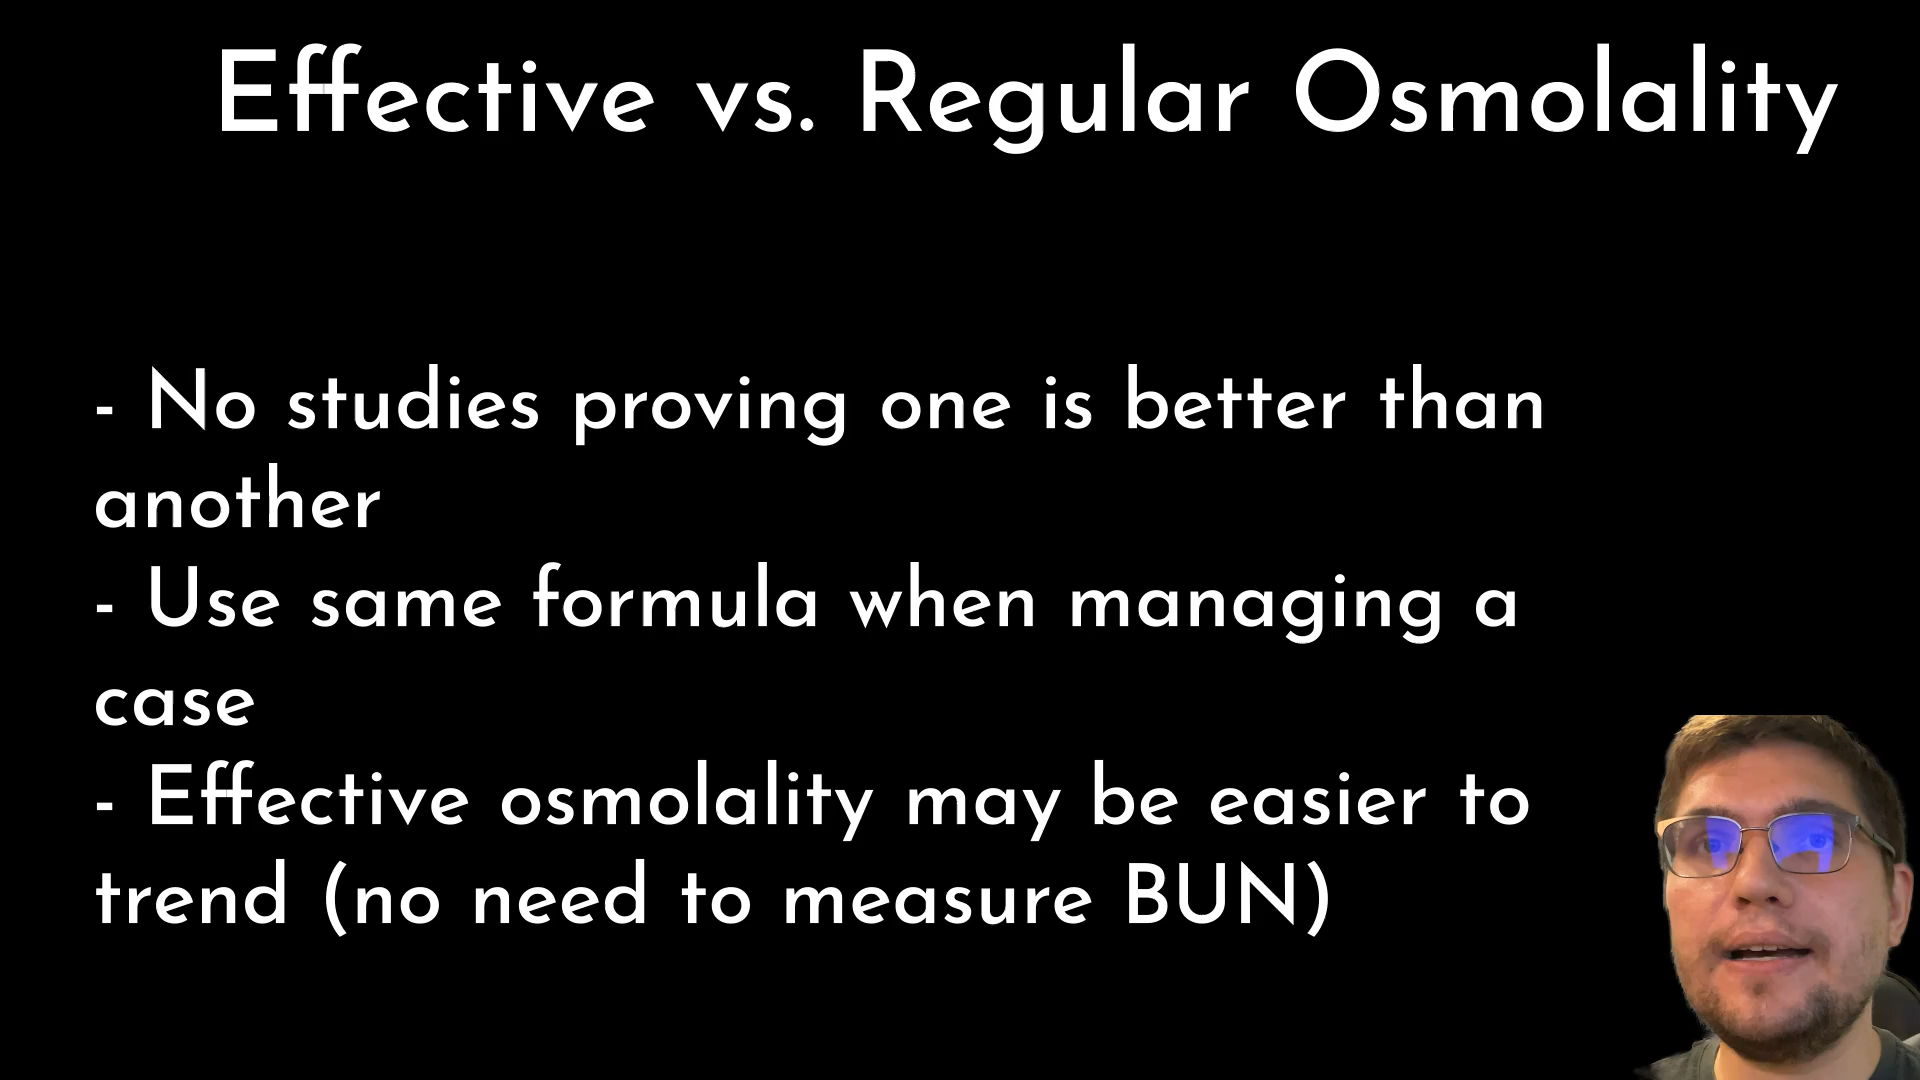 Effective vs. Regular Osmolality
- No studies proving one is better than
another
- Use same formula when managing a
case
- Effective osmolality may be easier to
trend (no need to measure BUN)